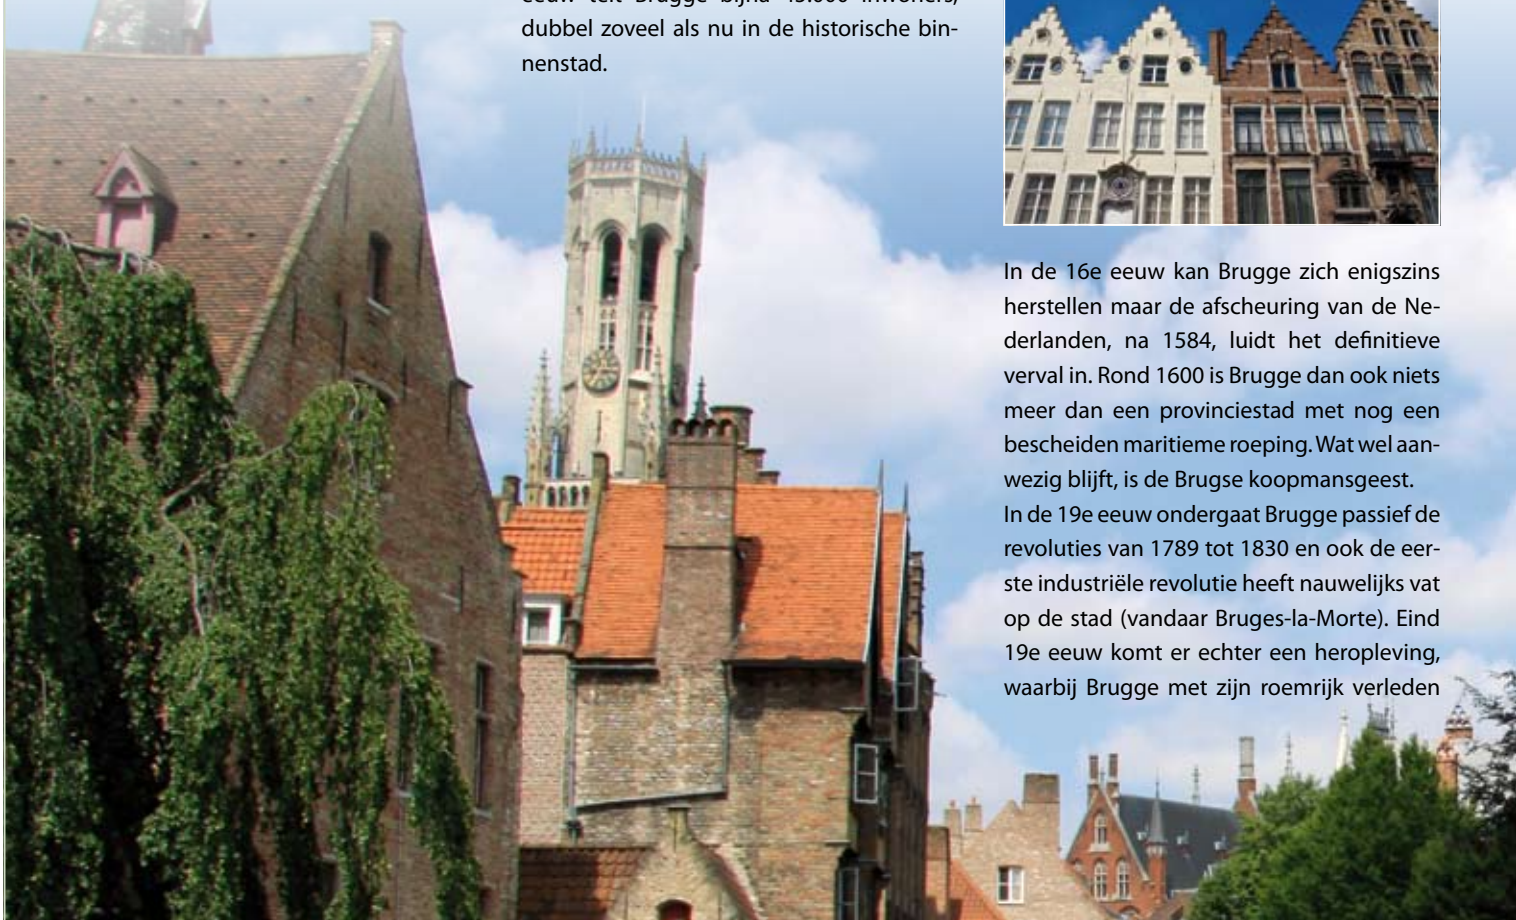 dubbel zoveel als nu in de historische bin-
nenstad.
In de 16e eeuw kan Brugge zich enigszins
herstellen maar de afscheuring van de Ne-
derlanden, na 1584, luidt het definitieve
verval in. Rond 1600 is Brugge dan ook niets
meer dan een provinciestad met nog een
bescheiden maritieme roeping. Wat wel aan-
wezig blijft, is de Brugse koopmansgeest.
In de 19e eeuw ondergaat Brugge passief de
revoluties van 1789 tot 1830 en ook de eer-
ste industriële revolutie heeft nauwelijks vat
op de stad (vandaar Bruges-la-Morte). Eind
19e eeuw komt er echter een heropleving,
waarbij Brugge met zijn roemrijk verleden